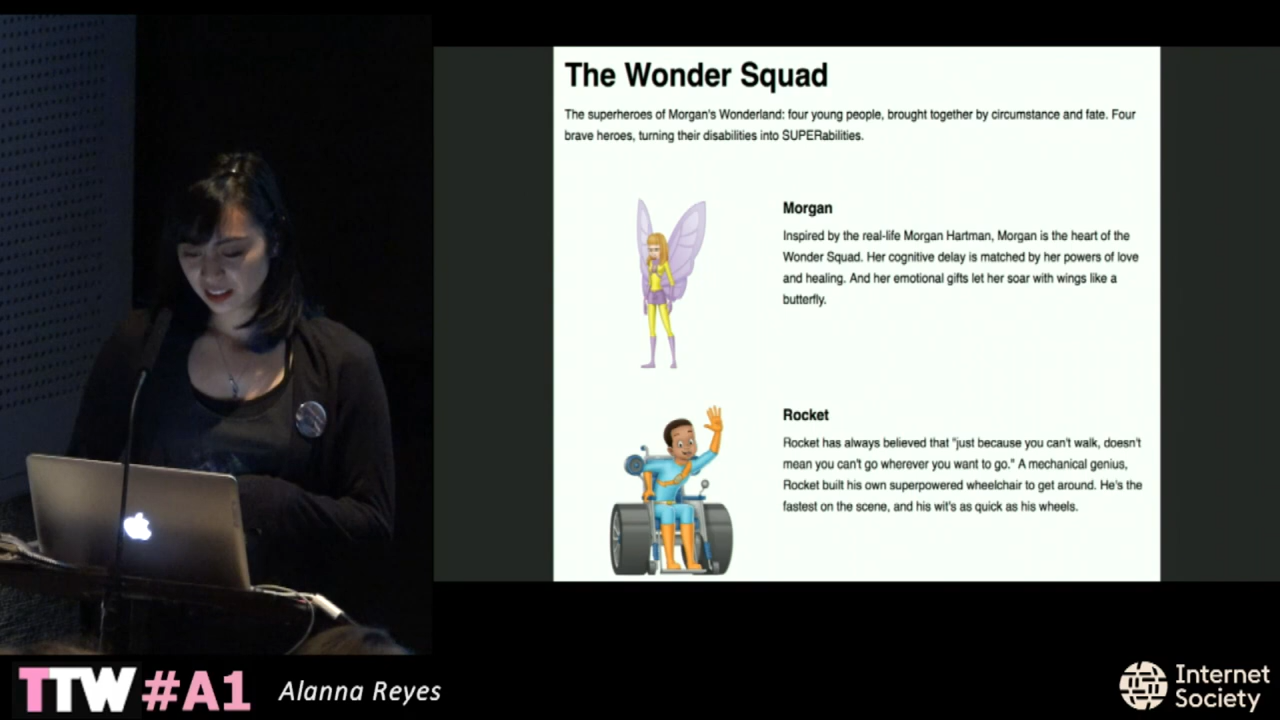 The Wonder Squad
The superheroes of Morgan's Wonderland: four young people, brought together by circumstance and fate. Four
brave heroes, turning their disabilities into SUPERabilities.
Morgan
Inspired by the real-life Morgan Hartman, Morgan is the heart of the
Wonder Squad. Her cognitive delay is matched by her powers of love
and healing. And her emotional gifts let her soar with wings like a
butterfly.
Rocket
Rocket has always believed that "just because you can't walk, doesn't
mean you can't go wherever you want to go." A mechanical genius,
Rocket built his own superpowered wheelchair to get around. He's the
fastest on the scene, and his wit's as quick as his wheels.
TTW#A1
Alanna Reyes
Internet
Society